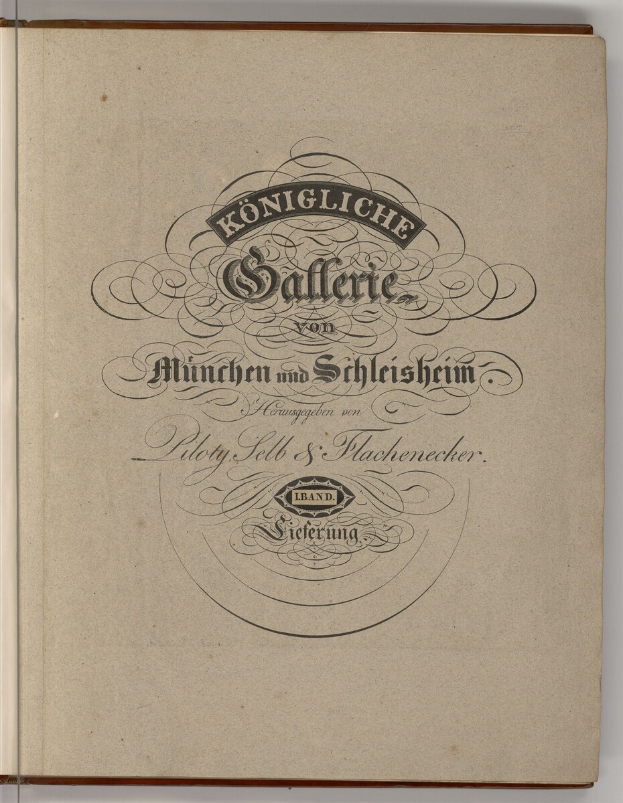 KÖNIGLICHE
Gallerie
von
München und Schleisheim.
Herausgegeben von
Piloty, Selb & Flachenecker.
I.BAND.
Lieferung.